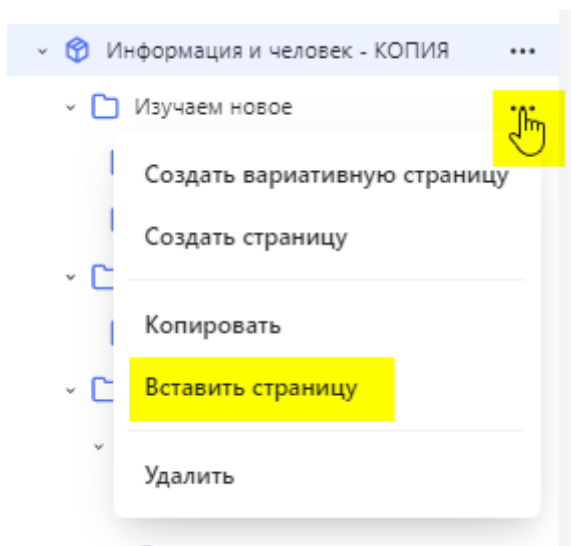 Информация и человек - КОПИЯ
Изучаем новое
Создать вариативную страницу
Создать страницу
Копировать
Вставить страницу
Удалить